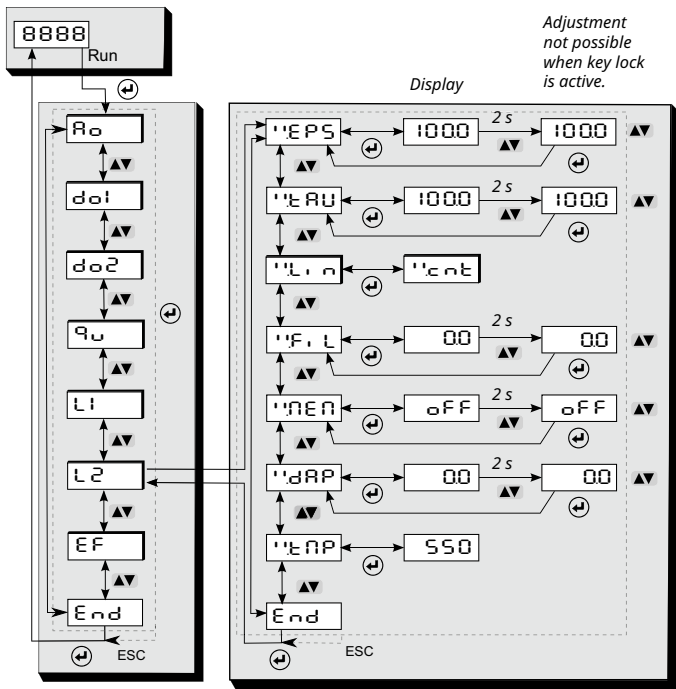 8888
Run
Adjustment
not possible
when key lock
is active.
Display
Ao
do1
do2
qu
L1
L2
EF
End
ESC
".EPS
100.0
2 s
100.0
".tAU
100.0
2 s
100.0
".Lin
".cnt
".FiL
0.0
2 s
0.0
".MEM
oFF
2 s
oFF
".dAP
0.0
2 s
0.0
".tMP
550
End
ESC